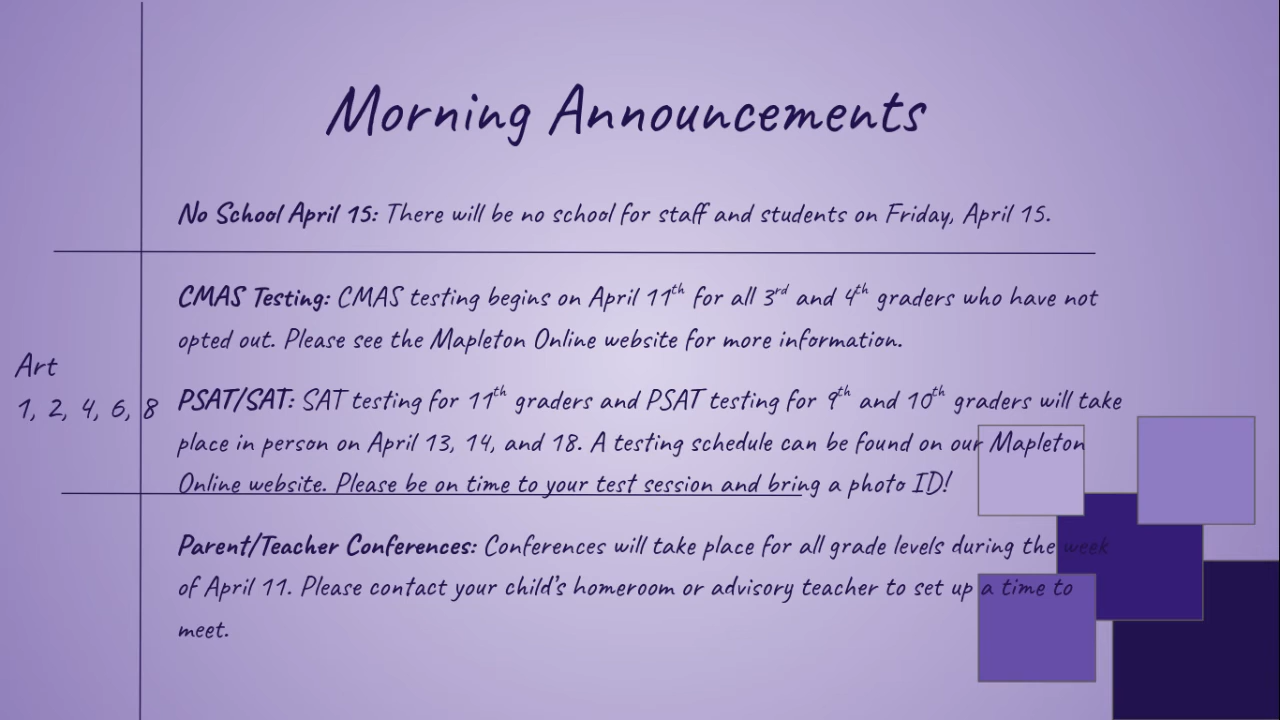 Morning Announcements
No School April 15: There will be no school for staff and students on Friday, April 15.
CMAS Testing: CMAS testing begins on April 11th for all 3rd and 4th graders who have not
opted out. Please see the Mapleton Online website for more information.
Art
1, 2, 4, 6, 8
PSAT/SAT: SAT testing for 11th graders and PSAT testing for 9th and 10th graders will take
place in person on April 13, 14, and 18. A testing schedule can be found on our Mapleton
Online website. Please be on time to your test session and bring a photo ID!
Parent/Teacher Conferences: Conferences will take place for all grade levels during the week
of April 11. Please contact your child's homeroom or advisory teacher to set up a time to
meet.